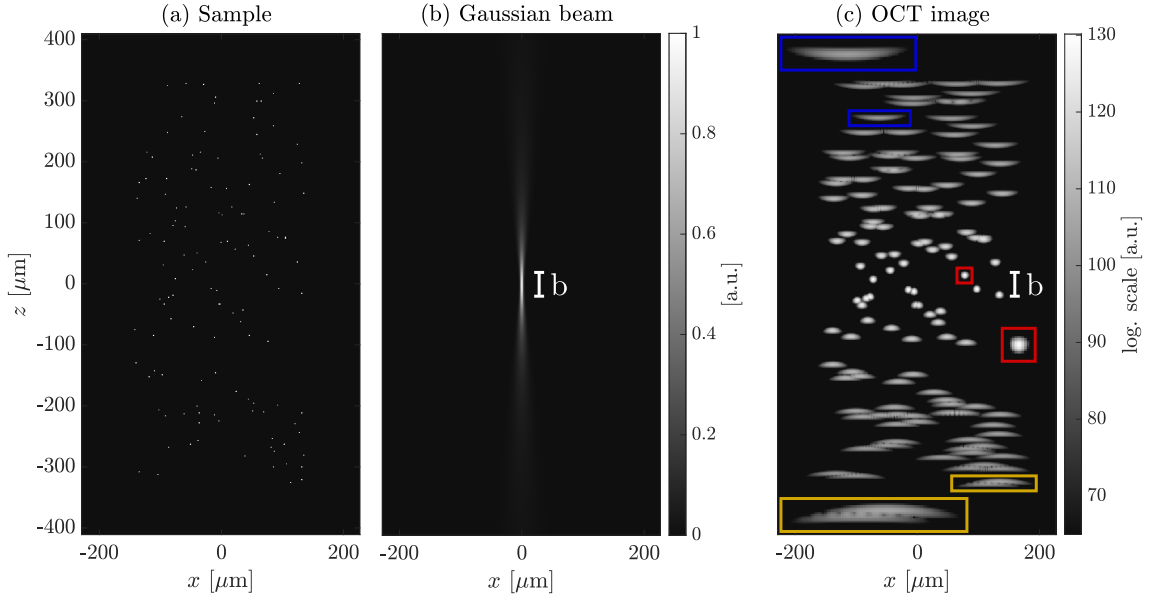 (a) Sample
(b) Gaussian beam
(c) OCT image
z [μm]
400
300
200
100
0
-100
-200
-300
-400
-200
0
200
x [μm]
b
-200
0
200
x [μm]
1
0.8
0.6
0.4
0.2
0
[a.u.]
b
-200
0
200
x [μm]
130
120
110
100
90
80
70
log. scale [a.u.]